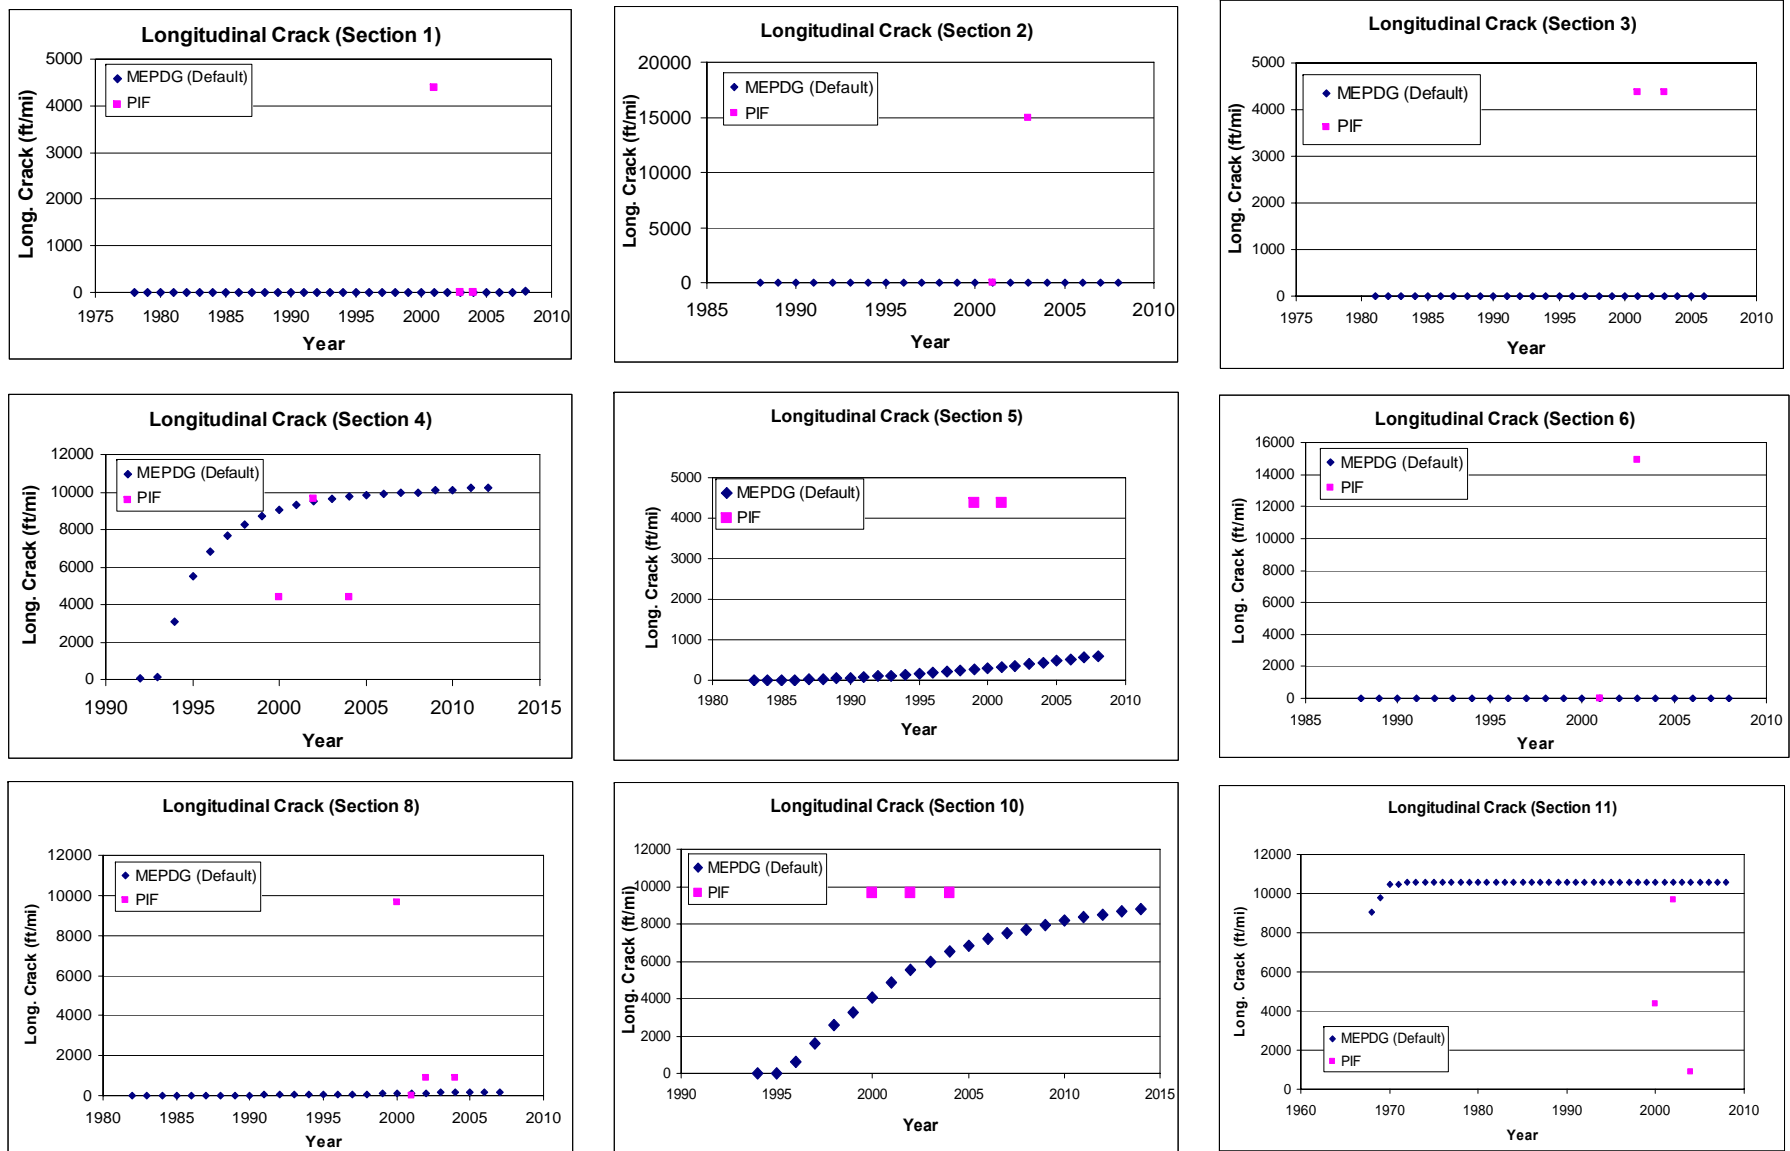 Longitudinal Crack (Section 1)
Long. Crack (ft/mi)
5000
4000
3000
2000
1000
0
MEPDG (Default)
PIF
1975 1980 1985 1990 1995 2000 2005 2010
Year
Longitudinal Crack (Section 2)
Long. Crack (ft/mi)
20000
15000
10000
5000
0
MEPDG (Default)
PIF
1985 1990 1995 2000 2005 2010
Year
Longitudinal Crack (Section 3)
Long. Crack (ft/mi)
5000
4000
3000
2000
1000
0
MEPDG (Default)
PIF
1975 1980 1985 1990 1995 2000 2005 2010
Year
Longitudinal Crack (Section 4)
Long. Crack (ft/mi)
12000
10000
8000
6000
4000
2000
0
MEPDG (Default)
PIF
1990 1995 2000 2005 2010 2015
Year
Longitudinal Crack (Section 5)
Long. Crack (ft/mi)
5000
4000
3000
2000
1000
0
MEPDG (Default)
PIF
1980 1985 1990 1995 2000 2005 2010
Year
Longitudinal Crack (Section 6)
Long. Crack (ft/mi)
16000
14000
12000
10000
8000
6000
4000
2000
0
MEPDG (Default)
PIF
1985 1990 1995 2000 2005 2010
Year
Longitudinal Crack (Section 8)
Long. Crack (ft/mi)
12000
10000
8000
6000
4000
2000
0
MEPDG (Default)
PIF
1980 1985 1990 1995 2000 2005 2010
Year
Longitudinal Crack (Section 10)
Long. Crack (ft/mi)
12000
10000
8000
6000
4000
2000
0
MEPDG (Default)
PIF
1990 1995 2000 2005 2010 2015
Year
Longitudinal Crack (Section 11)
Long. Crack (ft/mi)
12000
10000
8000
6000
4000
2000
0
MEPDG (Default)
PIF
1960 1970 1980 1990 2000 2010
Year